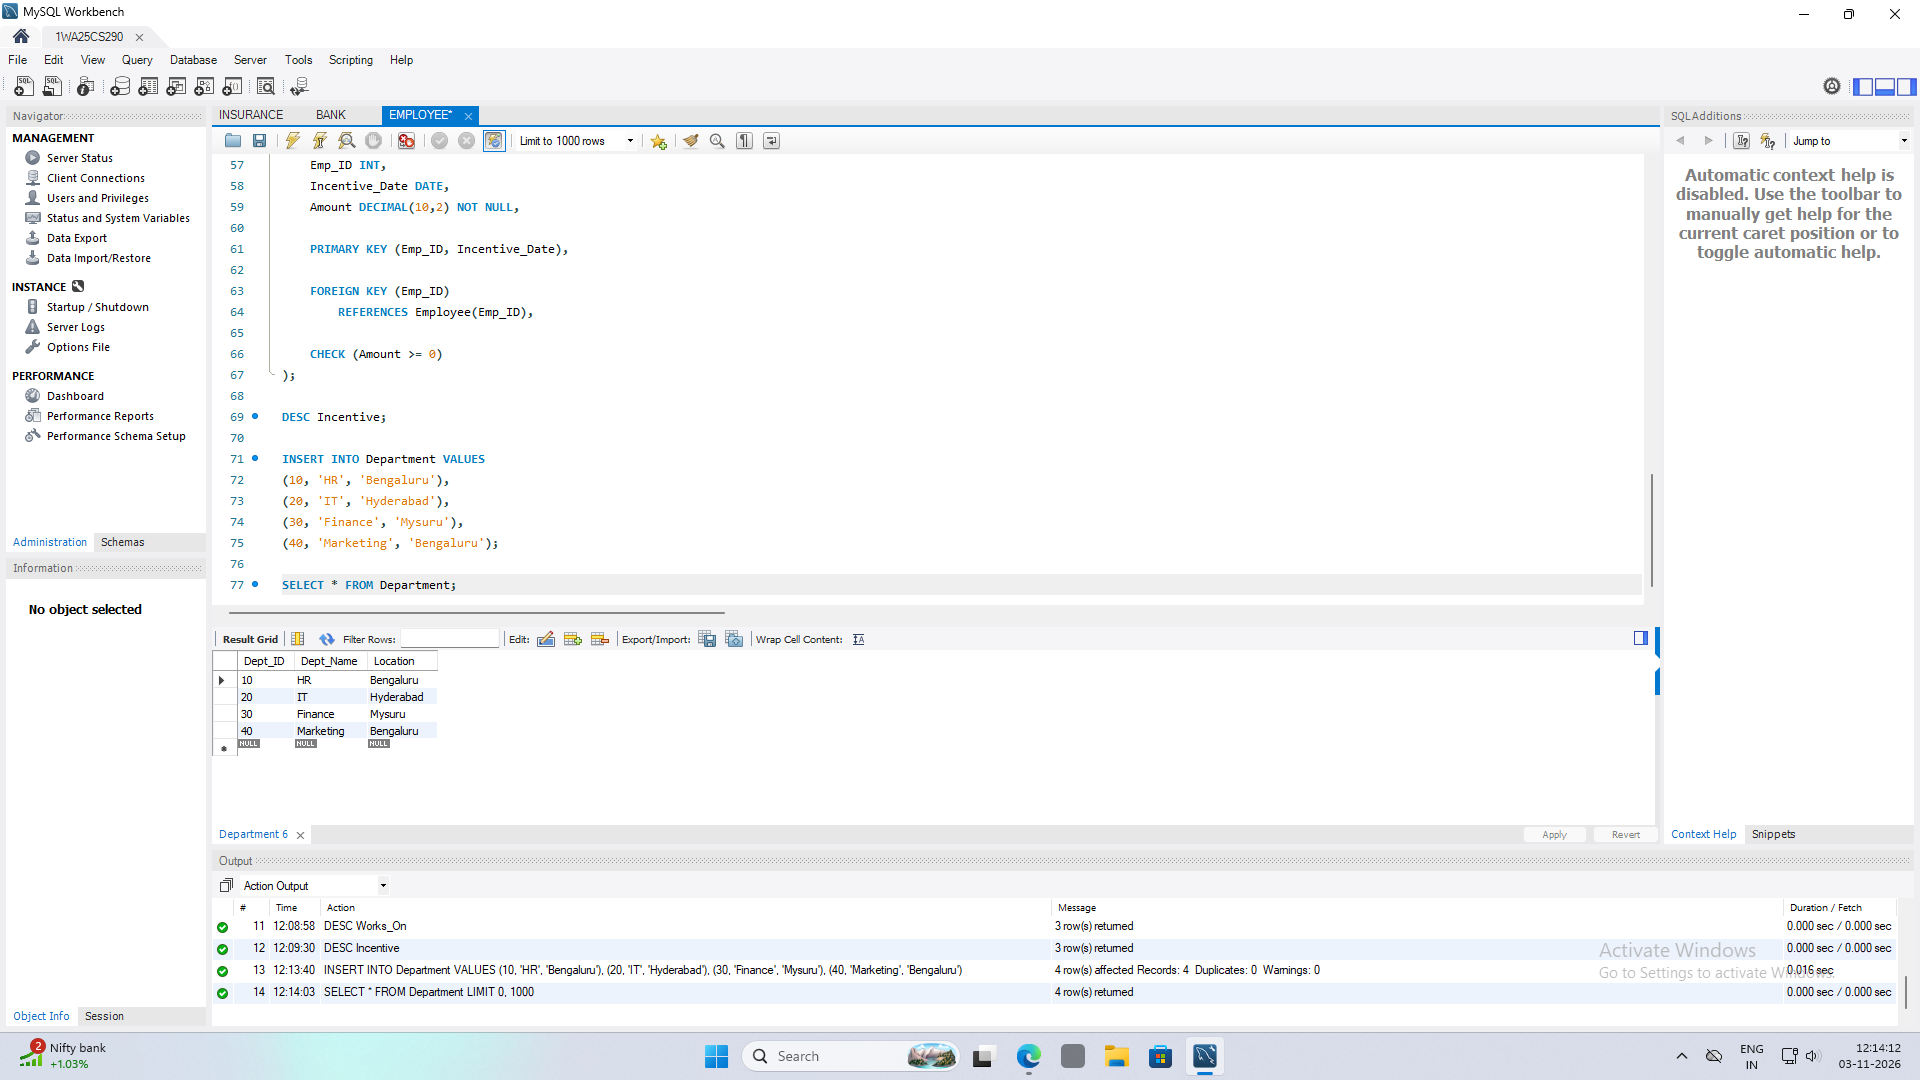 MySQL Workbench
1WA25CS290
File Edit View Query Database Server Tools Scripting Help
Navigator
MANAGEMENT
Server Status
Client Connections
Users and Privileges
Status and System Variables
Data Export
Data Import/Restore
INSTANCE
Startup / Shutdown
Server Logs
Options File
PERFORMANCE
Dashboard
Performance Reports
Performance Schema Setup
Administration Schemas
Information
No object selected
Object Info Session
INSURANCE BANK EMPLOYEE*
Limit to 1000 rows
57 Emp_ID INT,
58 Incentive_Date DATE,
59 Amount DECIMAL(10,2) NOT NULL,
60
61 PRIMARY KEY (Emp_ID, Incentive_Date),
62
63 FOREIGN KEY (Emp_ID)
64 REFERENCES Employee(Emp_ID),
65
66 CHECK (Amount >= 0)
67 );
68
69 DESC Incentive;
70
71 INSERT INTO Department VALUES
72 (10, 'HR', 'Bengaluru'),
73 (20, 'IT', 'Hyderabad'),
74 (30, 'Finance', 'Mysuru'),
75 (40, 'Marketing', 'Bengaluru');
76
77 SELECT * FROM Department;
Result Grid Filter Rows: Edit: Export/Import: Wrap Cell Content:
Dept_ID Dept_Name Location
10 HR Bengaluru
20 IT Hyderabad
30 Finance Mysuru
40 Marketing Bengaluru
NULL NULL NULL
Department 6
Apply Revert
SQLAdditions
Jump to
Automatic context help is
disabled. Use the toolbar to
manually get help for the
current caret position or to
toggle automatic help.
Context Help Snippets
Output
Action Output
# Time Action Message Duration / Fetch
11 12:08:58 DESC Works_On 3 row(s) returned 0.000 sec / 0.000 sec
12 12:09:30 DESC Incentive 3 row(s) returned 0.000 sec / 0.000 sec
13 12:13:40 INSERT INTO Department VALUES (10, 'HR', 'Bengaluru'), (20, 'IT', 'Hyderabad'), (30, 'Finance', 'Mysuru'), (40, 'Marketing', 'Bengaluru') 4 row(s) affected Records: 4 Duplicates: 0 Warnings: 0 0.016 sec
14 12:14:03 SELECT * FROM Department LIMIT 0, 1000 4 row(s) returned 0.000 sec / 0.000 sec
Activate Windows
Go to Settings to activate Windows.
2 Nifty bank
+1.03%
Search
ENG
IN
12:14:12
03-11-2026